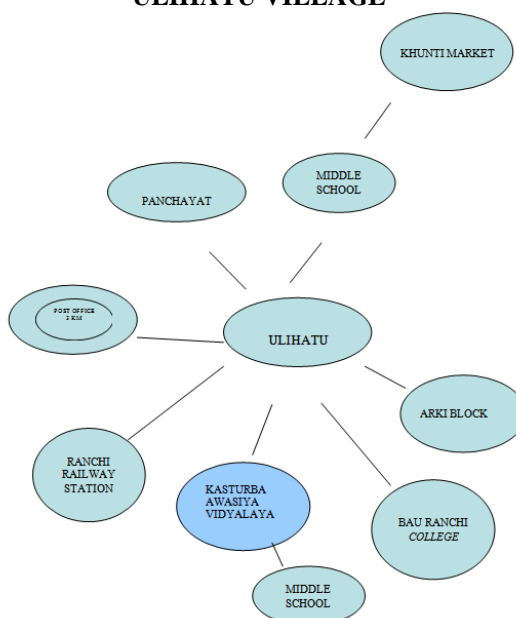 ULIHATU VILLAGE
KHUNTI MARKET
MIDDLE
SCHOOL
PANCHAYAT
POST OFFICE
3 KM
ULIHATU
ARKI BLOCK
RANCHI
RAILWAY
STATION
KASTURBA
AWASIYA
VIDYALAYA
BAU RANCHI
COLLEGE
MIDDLE
SCHOOL